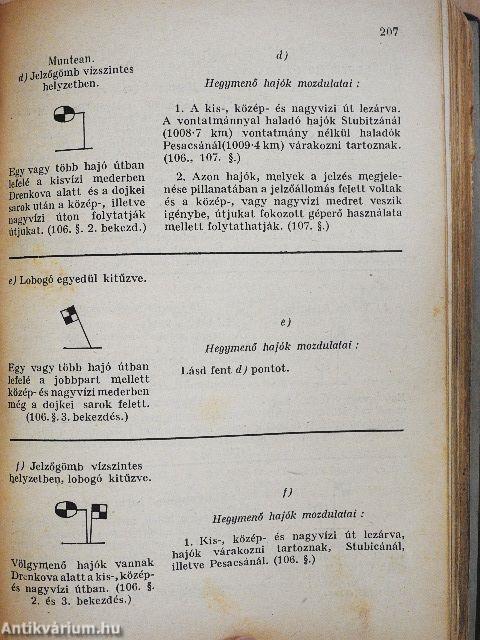 207
Muntean.
d) Jelzőgömb vízszintes
helyzetben.
Egy vagy több hajó útban
lefelé a kisvízi mederben
Drenkova alatt és a dojkei
sarok után a közép-, illetve
nagyvízi úton folytatják
útjukat. (106. §. 2. bekezd.)
d)
Hegymenő hajók mozdulatai :
1. A kis-, közép- és nagyvizi út lezárva.
A vontatmánnyal haladó hajók Stubitzánál
(1008·7 km) vontatmány nélkül haladók
Pesacsánál(1009·4 km) várakozni tartoznak.
(106., 107. §.)
2. Azon hajók, melyek a jelzés megjele-
nése pillanatában a jelzőállomás felett voltak
és a közép-, vagy nagyvizi medret veszik
igénybe, útjukat fokozott géperő használata
mellett folytathatják. (107. §.)
e) Lobogó egyedül kitűzve.
Egy vagy több hajó útban
lefelé a jobbpart mellett
közép- és nagyvízi mederben
még a dojkei sarok felett.
(106. §. 3. bekezdés.)
e)
Hegymenő hajók mozdulatai :
Lásd fent d) pontot.
f) Jelzőgömb vízszintes
helyzetben, lobogó kitűzve.
Völgymenő hajók vannak
Drenkova alatt a kis-, közép-
és nagyvízi útban. (106. §.
2. és 3. bekezdés.)
f)
Hegymenő hajók mozdulatai :
1. Kis-, közép- és nagyvízi út lezárva,
hajók várakozni tartoznak, Stubicánál,
illetve Pesacsánál. (106. §.)
Antikvárium.hu